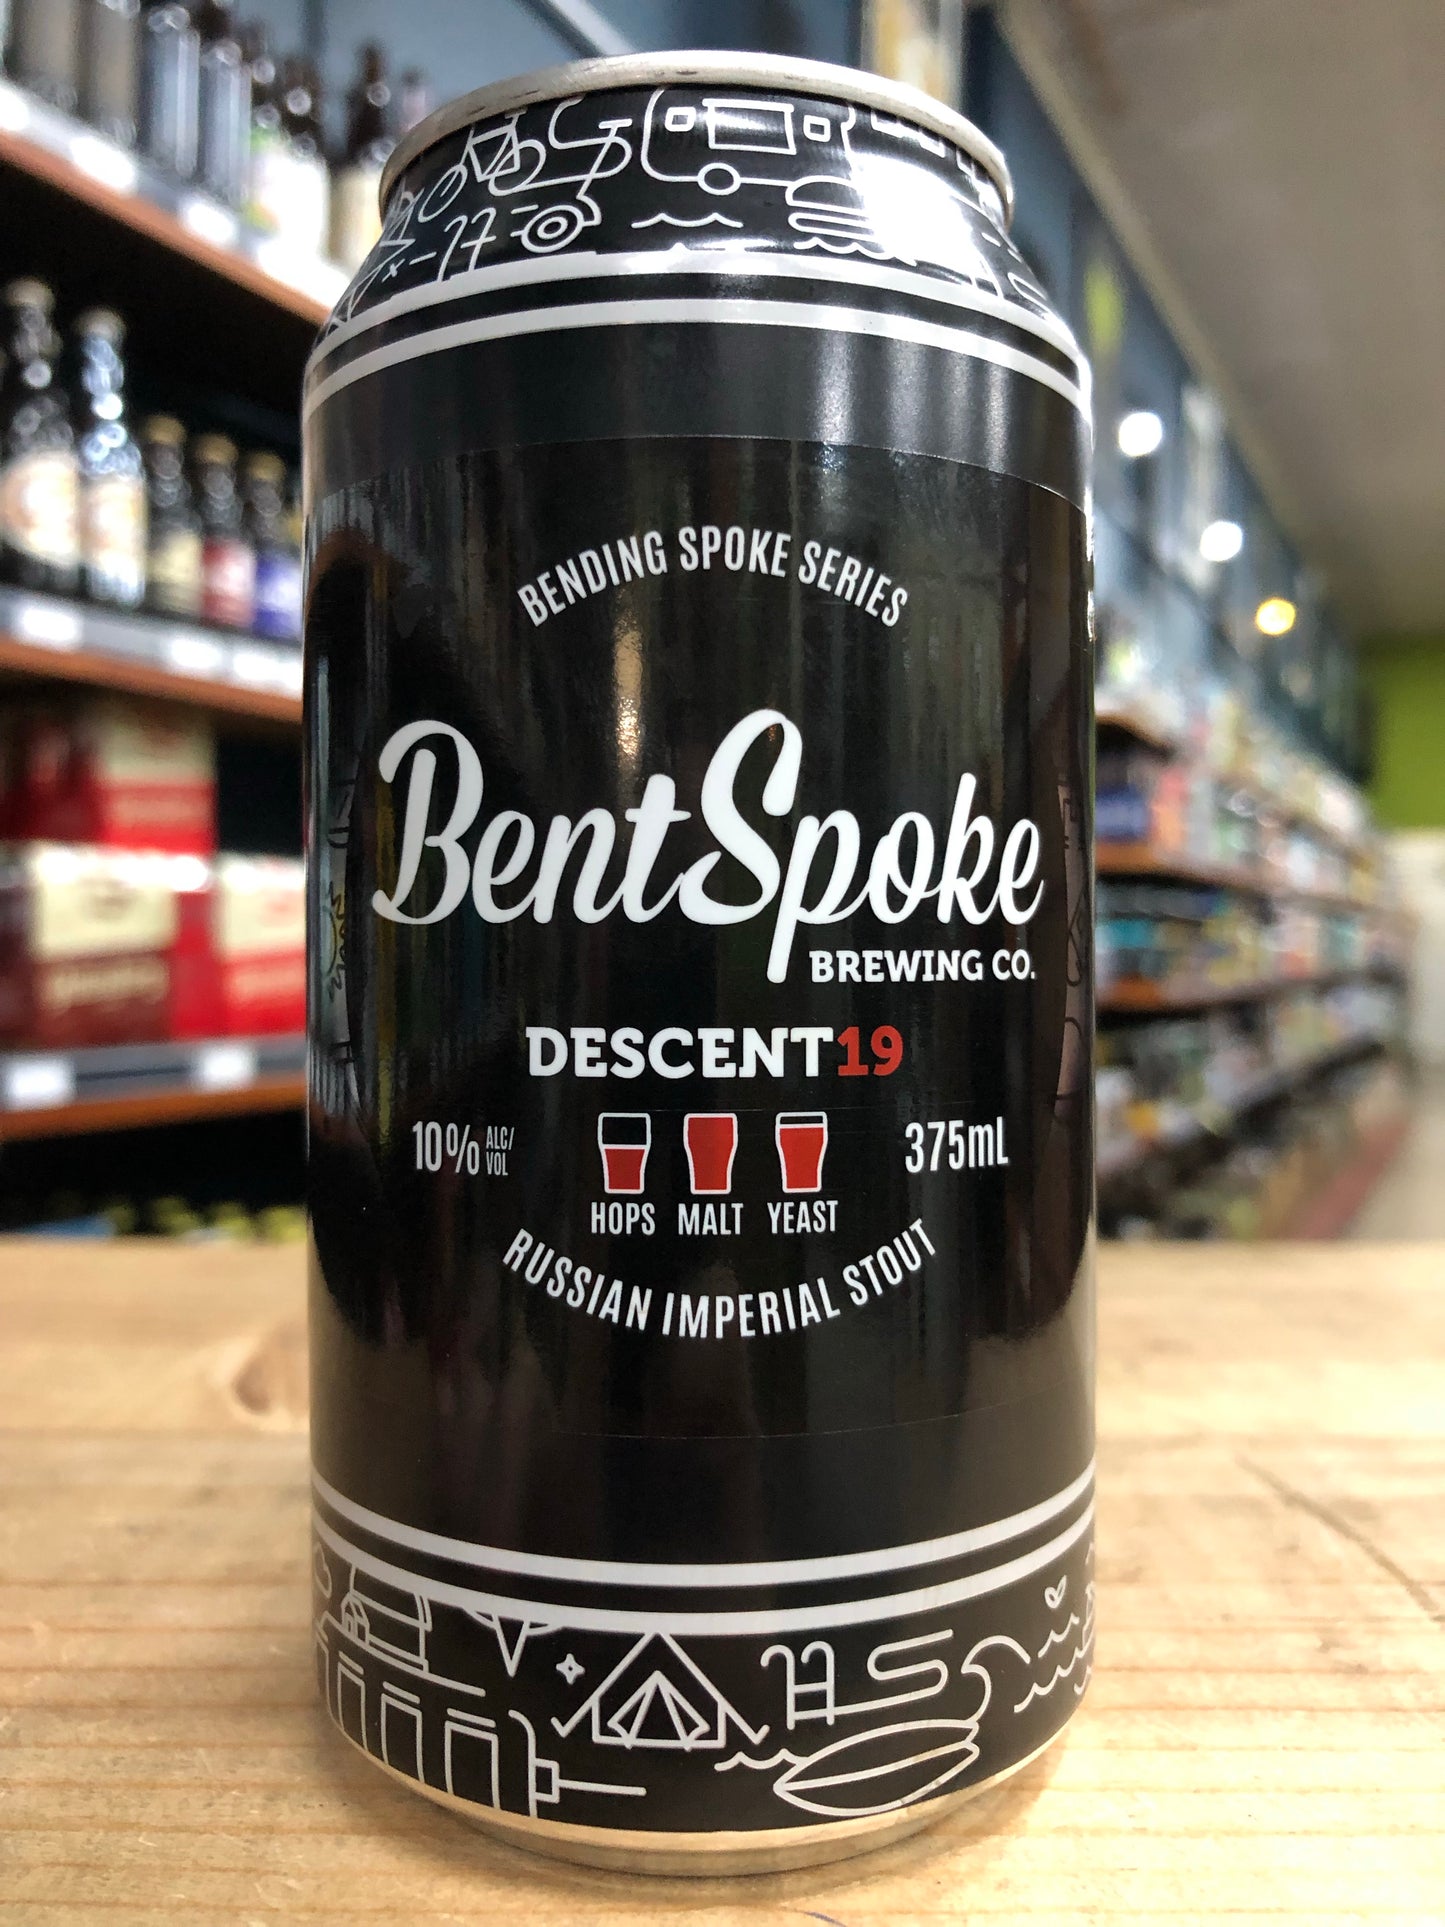 BENDING SPOKE SERIES
BentSpoke
BREWING CO.
DESCENT19
10% ALC/
VOL
375mL
HOPS MALT YEAST
RUSSIAN IMPERIAL STOUT